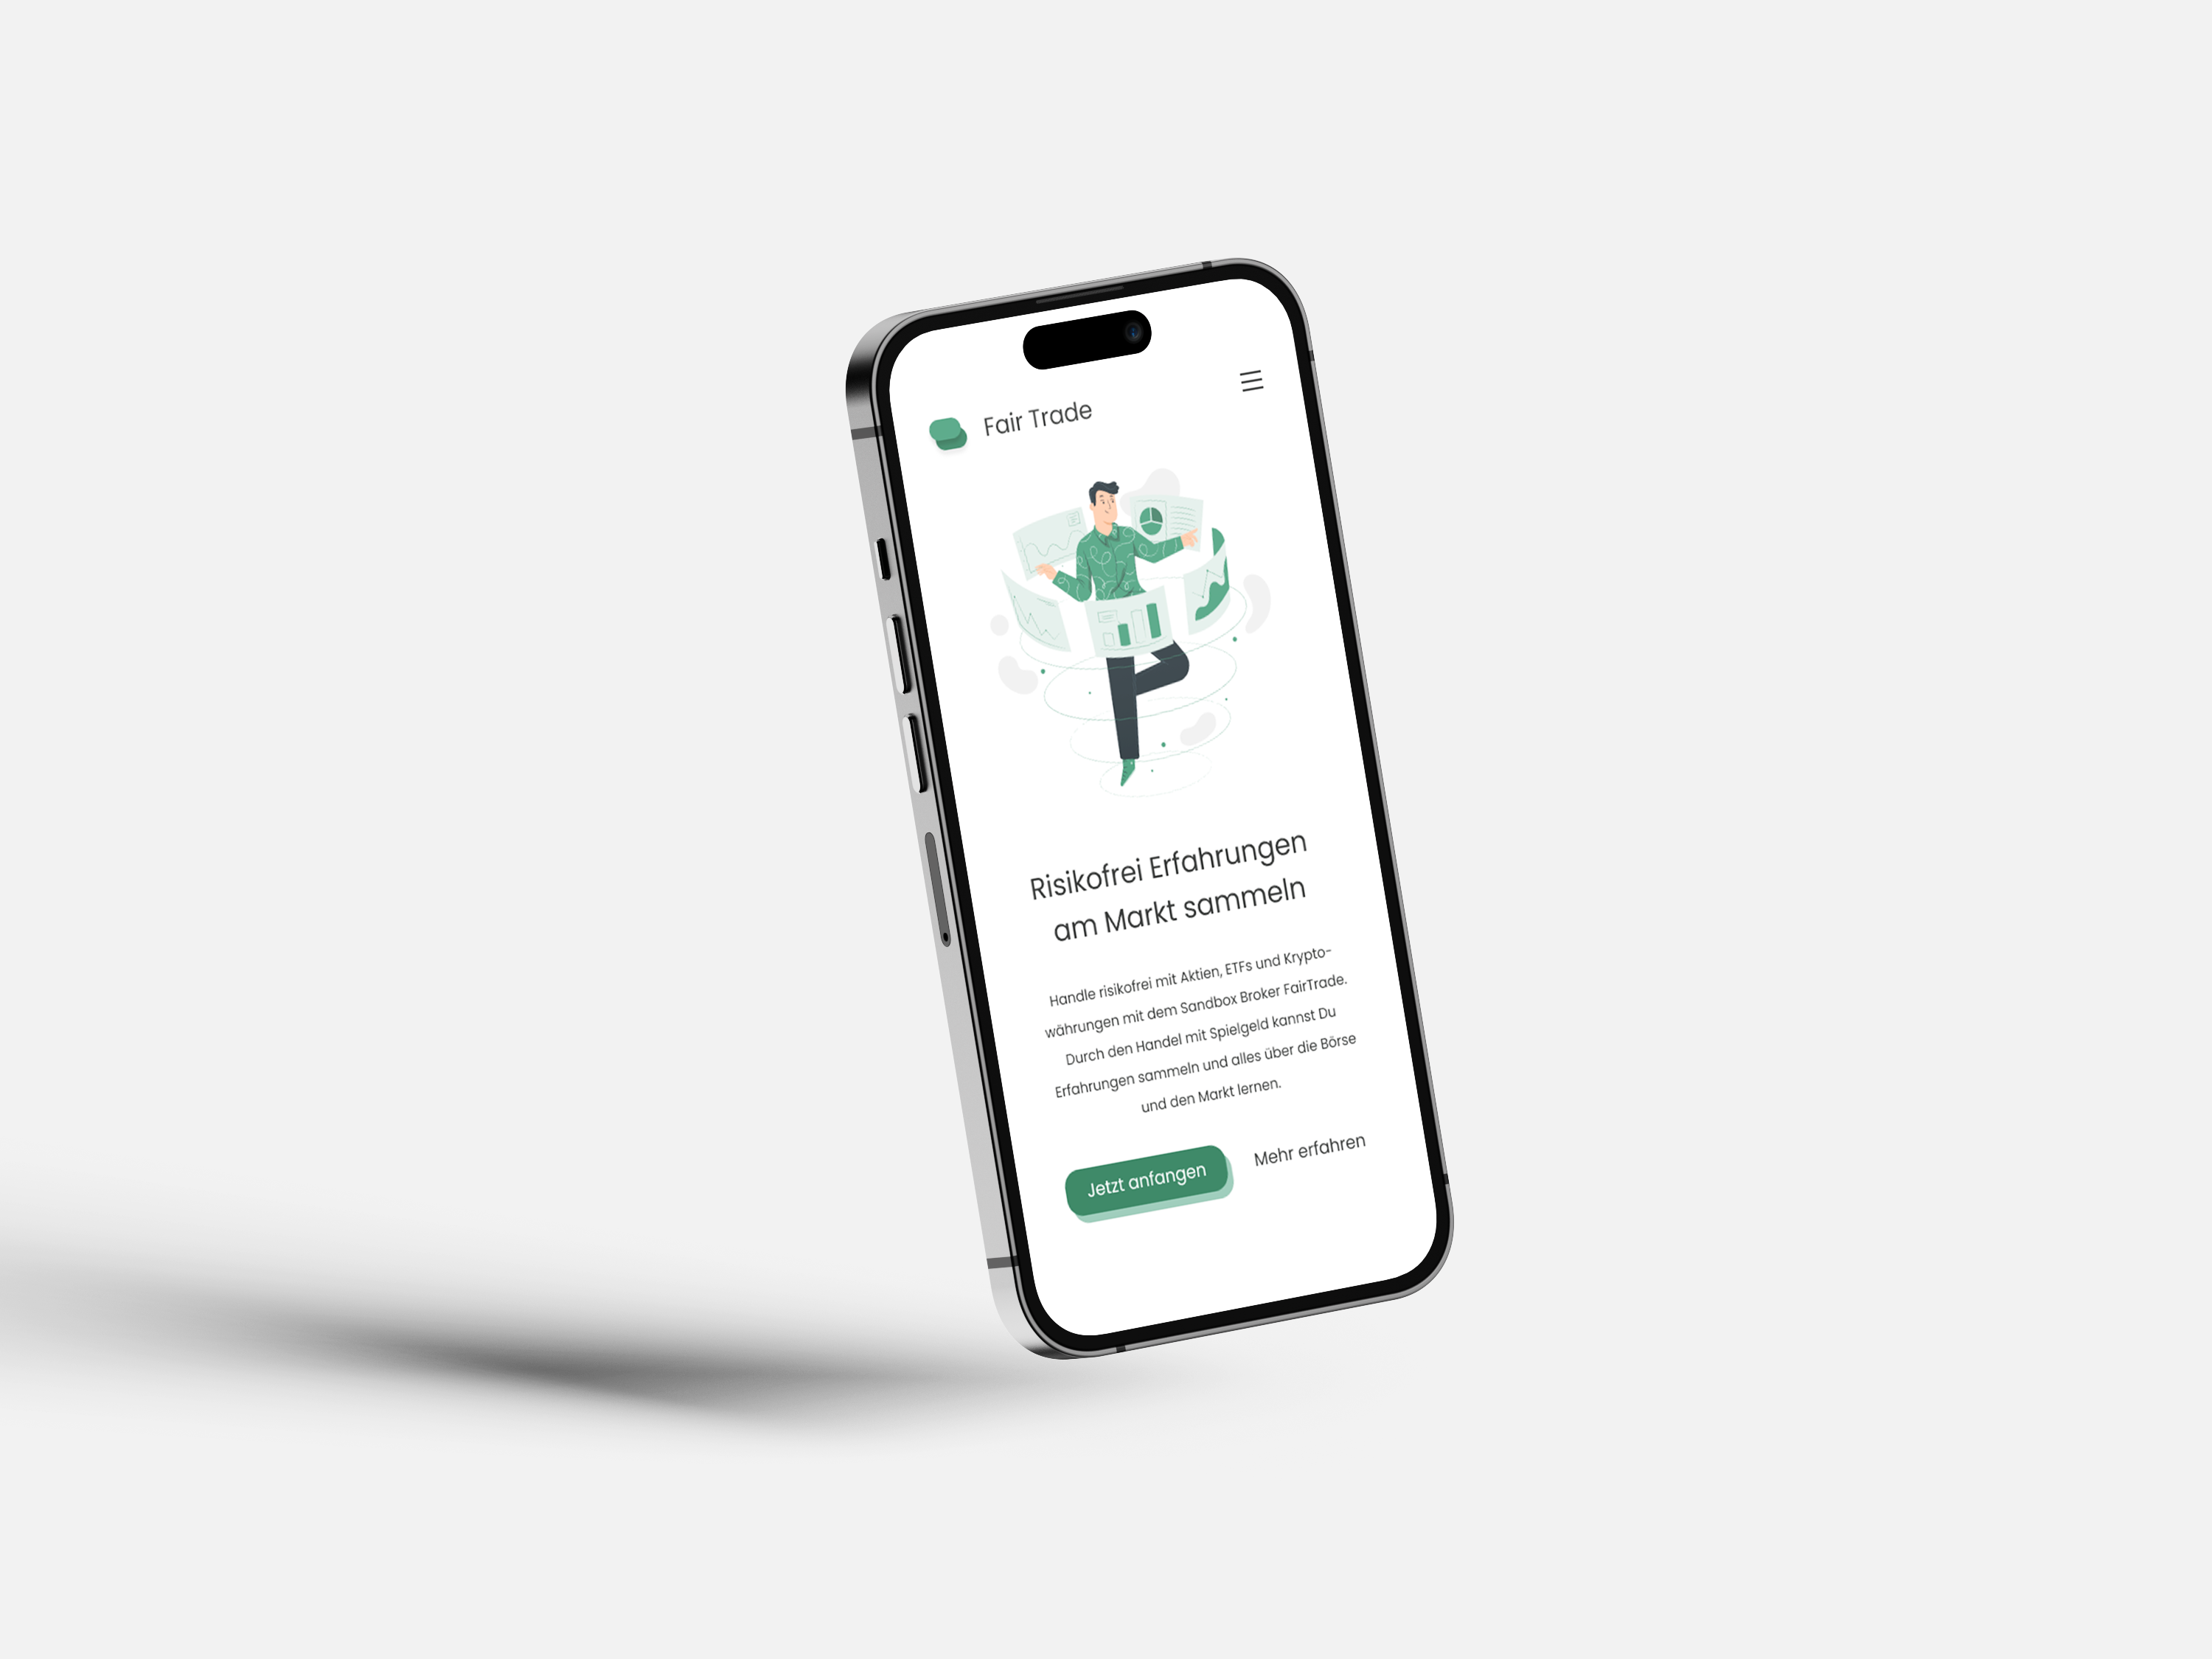 Fair Trade
Risikofrei Erfahrungen
am Markt sammeln
Handle risikofrei mit Aktien, ETFs und Krypto-
währungen mit dem Sandbox Broker FairTrade.
Durch den Handel mit Spielgeld kannst Du
Erfahrungen sammeln und alles über die Börse
und den Markt lernen.
Jetzt anfangen
Mehr erfahren